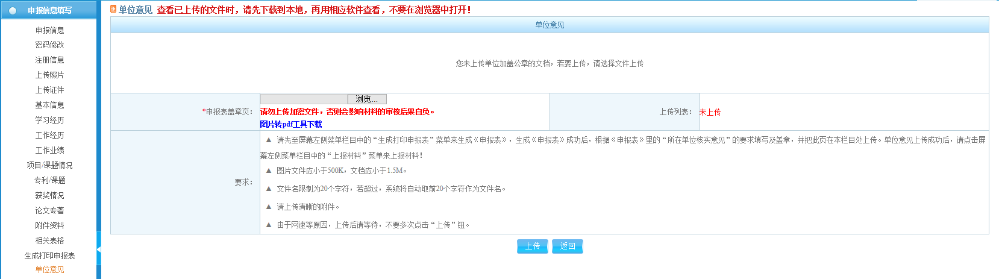 申报信息填写
申报信息
密码修改
注册信息
上传照片
上传证件
基本信息
学习经历
工作经历
工作业绩
项目/课题情况
专利/课题
获奖情况
论文专著
附件资料
相关表格
生成打印申报表
单位意见
单位意见 查看已上传的文件时，请先下载到本地，再用相应软件查看，不要在浏览器中打开！
单位意见
您未上传单位加盖公章的文档，若要上传，请选择文件上传
*申报表盖章页：
浏览...
请勿上传加密文件，否则会影响材料的审核后果自负。
图片转pdf工具下载
上传列表：
未上传
要求：
▲ 请先至屏幕左侧菜单栏目中的“生成打印申报表”菜单来生成《申报表》，生成《申报表》成功后，根据《申报表》里的“所在单位核实意见”的要求填写及盖章，并把此页在本栏目处上传。单位意见上传成功后，请点击屏
幕左侧菜单栏目中的“上报材料”菜单来上报材料！
▲ 图片文件应小于500K，文档应小于1.5M。
▲ 文件名限制为20个字符，若超过，系统将自动取前20个字符作为文件名。
▲ 请上传清晰的附件。
▲ 由于网速等原因，上传后请等待，不要多次点击“上传”钮。
上传 返回